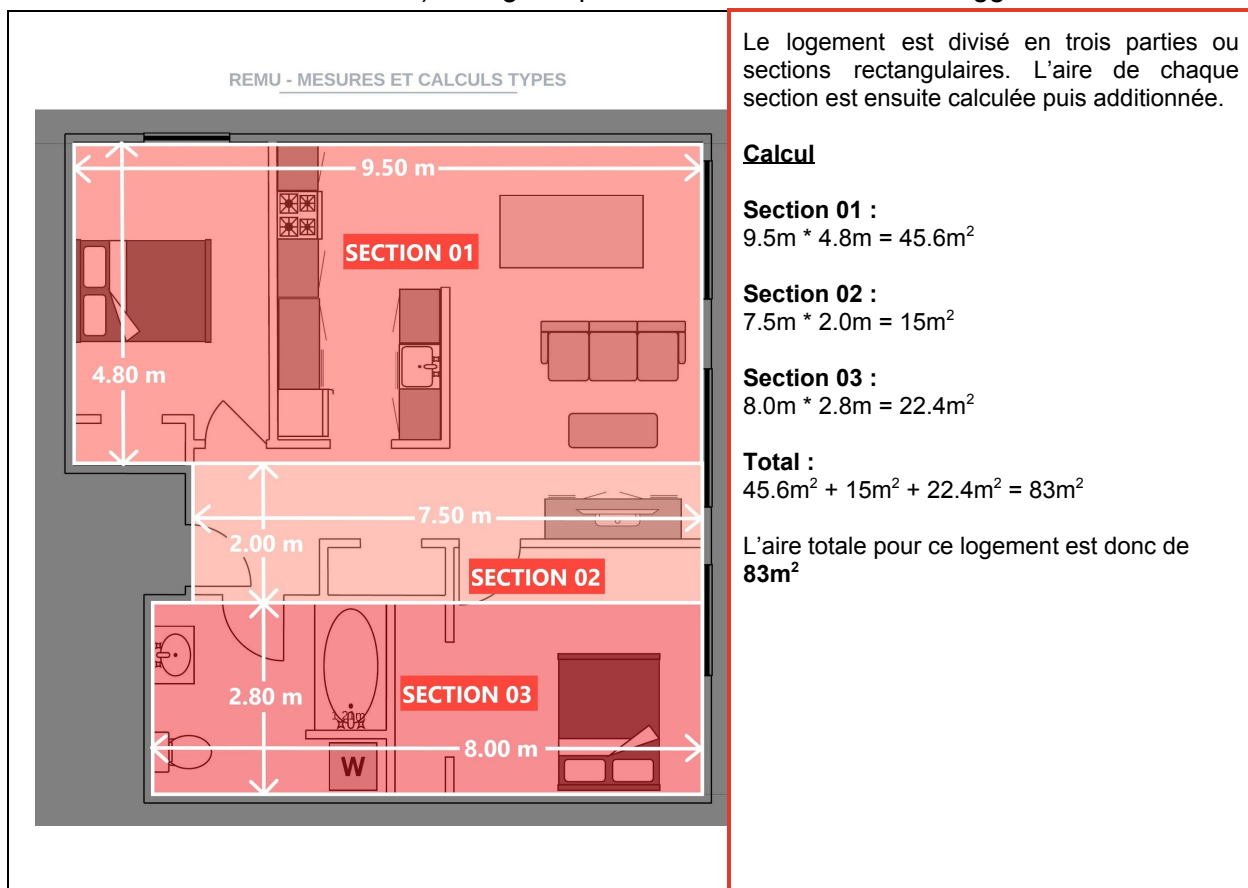 REMU - MESURES ET CALCULS TYPES
9.50 m
SECTION 01
4.80 m
7.50 m
2.00 m
SECTION 02
2.80 m
SECTION 03
1.20m
8.00 m
W
Le logement est divisé en trois parties ou
sections rectangulaires. L’aire de chaque
section est ensuite calculée puis additionnée.
Calcul
Section 01 :
9.5m * 4.8m = 45.6m²
Section 02 :
7.5m * 2.0m = 15m²
Section 03 :
8.0m * 2.8m = 22.4m²
Total :
45.6m² + 15m² + 22.4m² = 83m²
L’aire totale pour ce logement est donc de
83m²